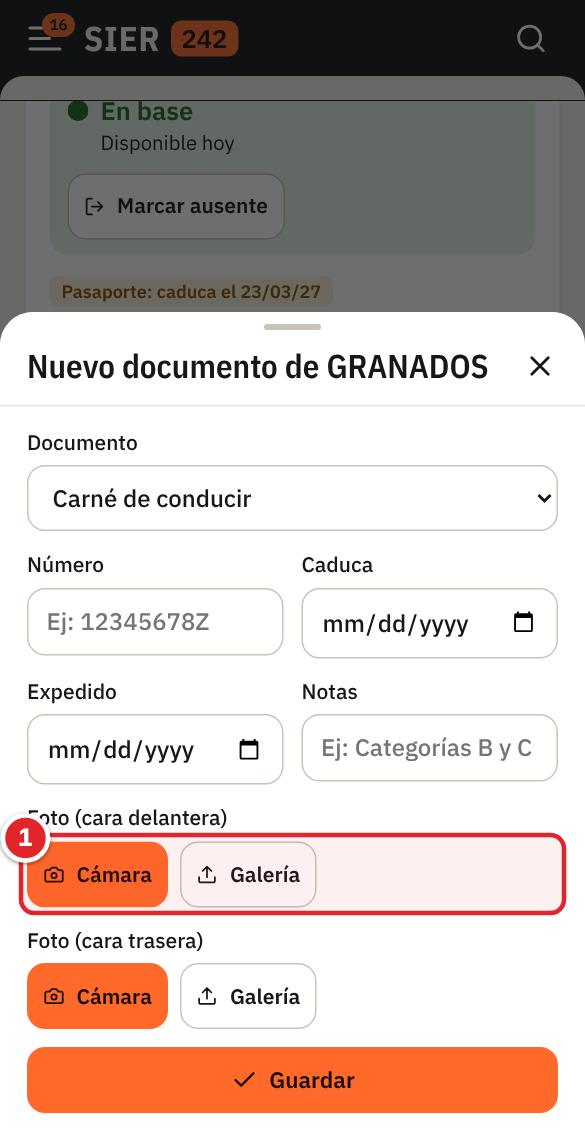 16
SIER 242
En base
Disponible hoy
Marcar ausente
Pasaporte: caduca el 23/03/27
Nuevo documento de GRANADOS
Documento
Carné de conducir
Número Caduca
Ej: 12345678Z mm/dd/yyyy
Expedido Notas
mm/dd/yyyy Ej: Categorías B y C
Foto (cara delantera)
1
Cámara Galería
Foto (cara trasera)
Cámara Galería
Guardar